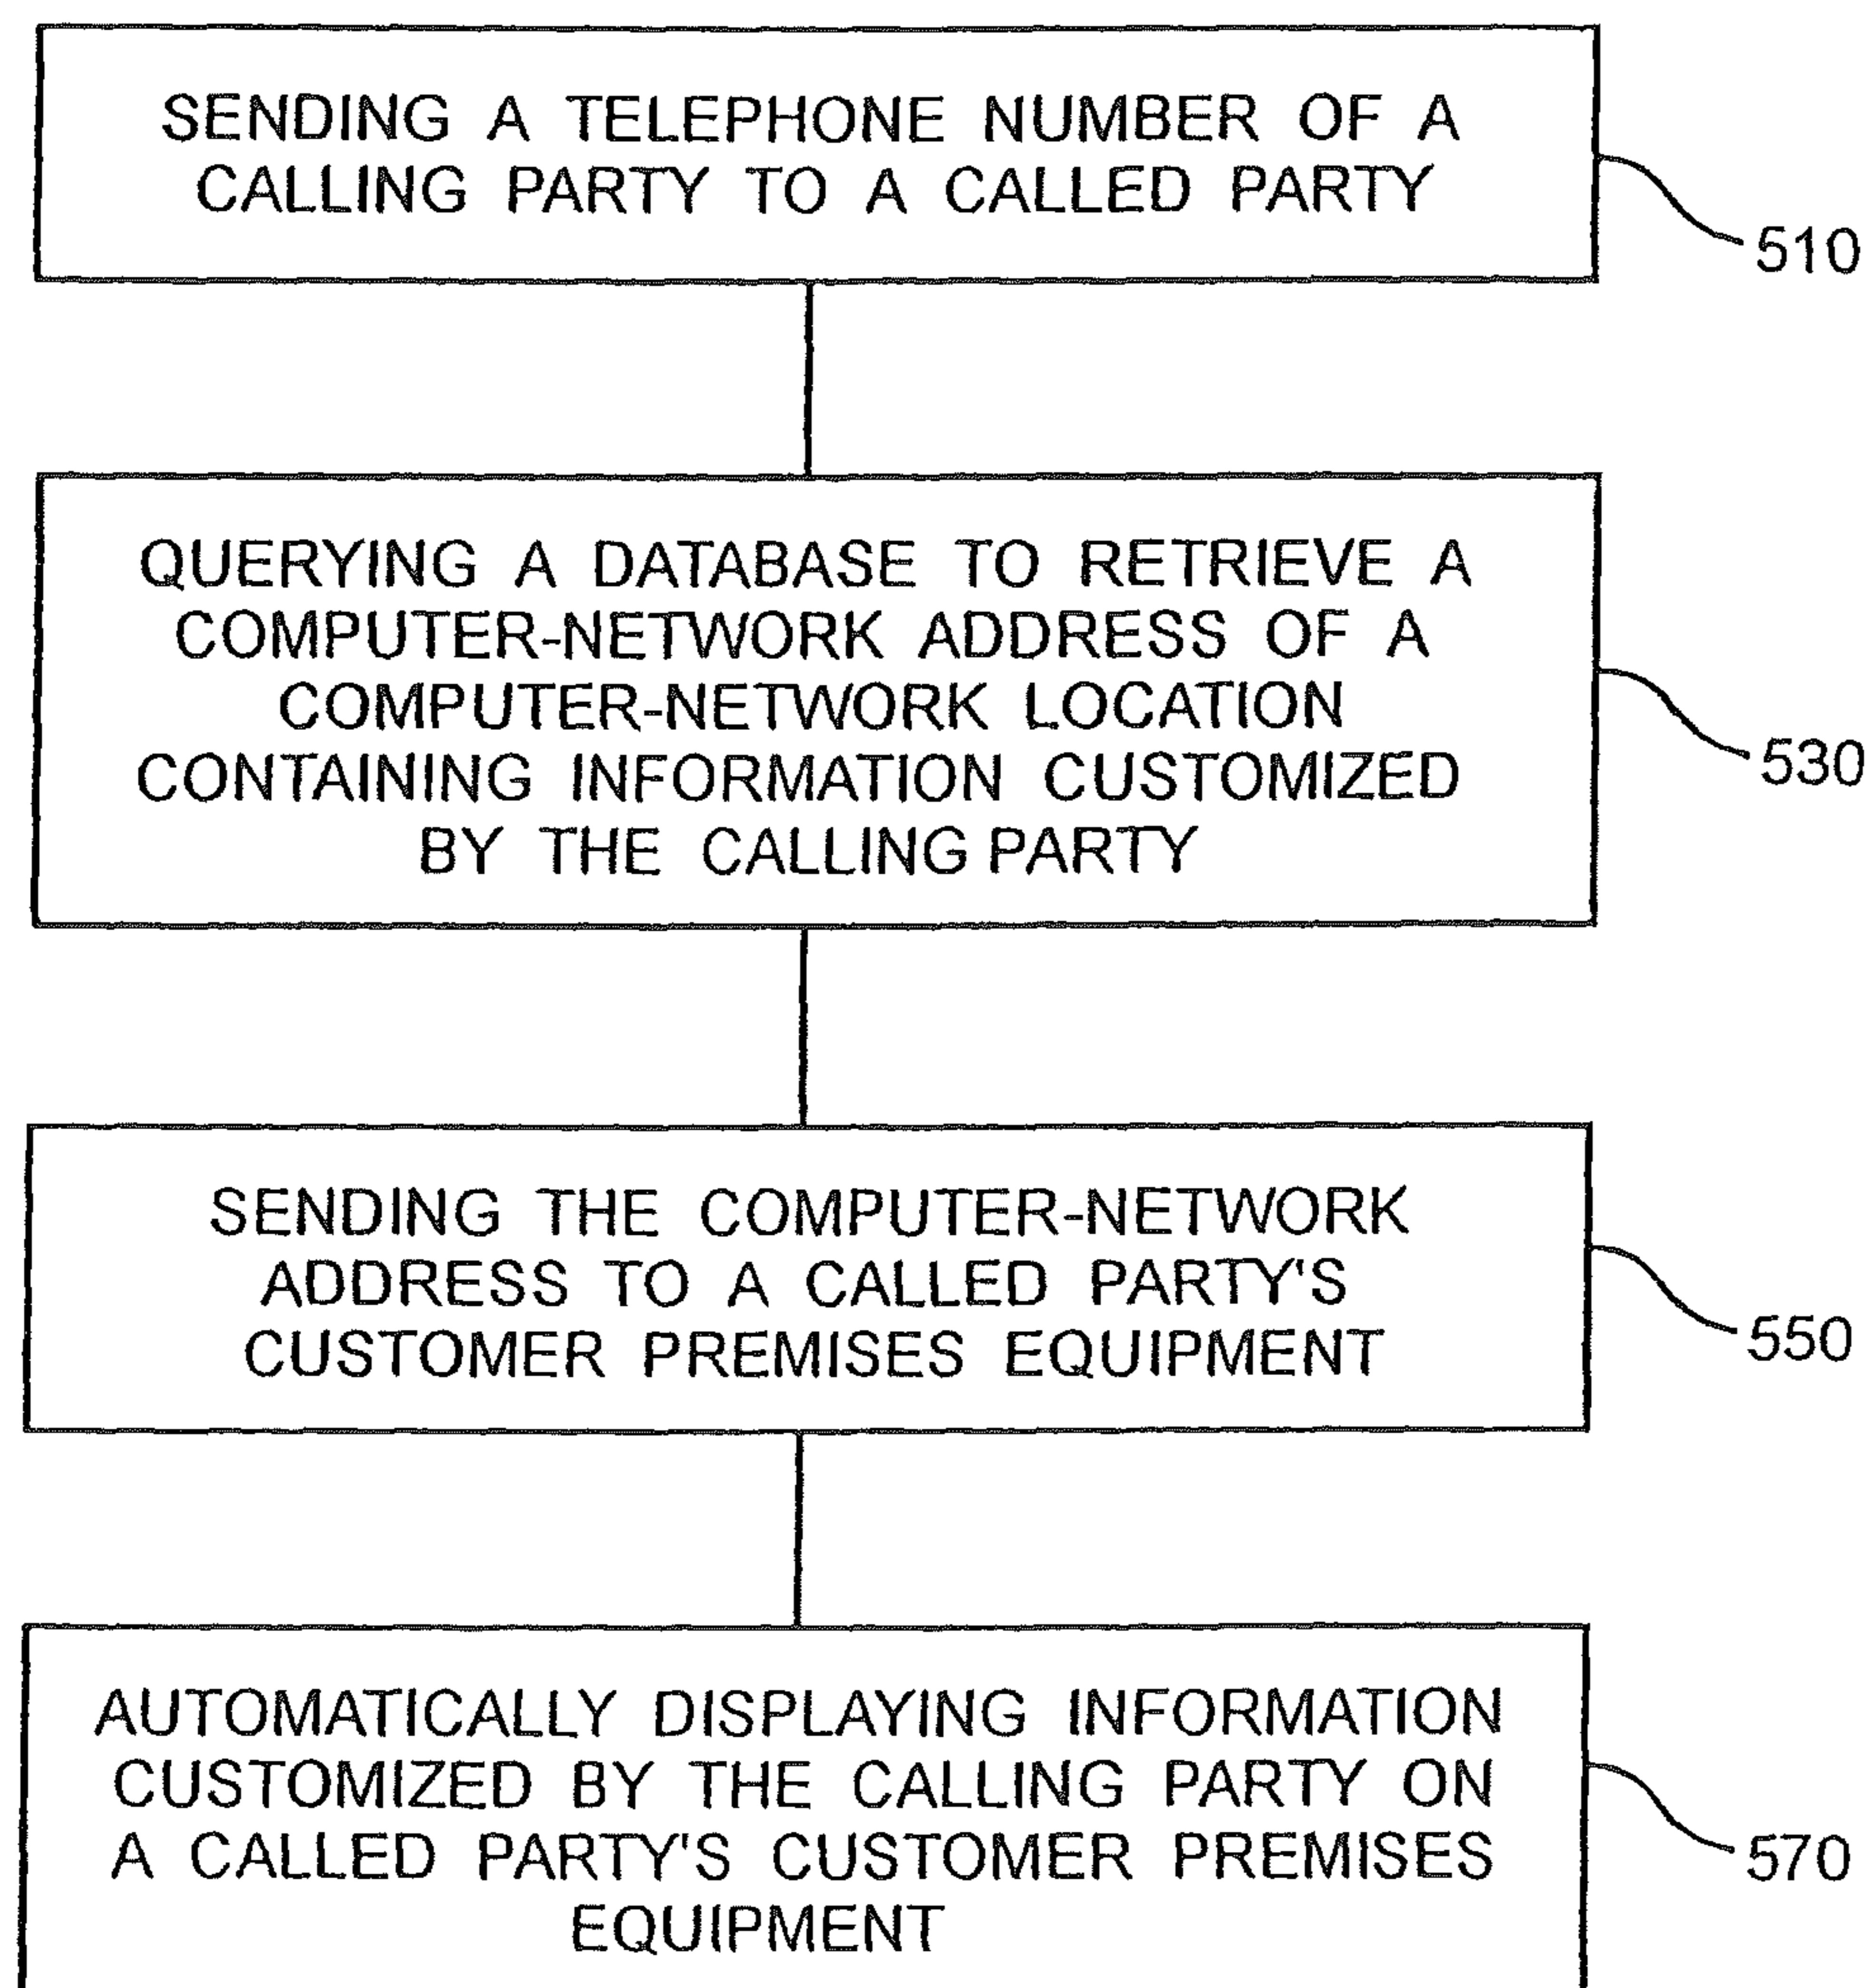 SENDING A TELEPHONE NUMBER OF A
CALLING PARTY TO A CALLED PARTY
510
QUERYING A DATABASE TO RETRIEVE A
COMPUTER-NETWORK ADDRESS OF A
COMPUTER-NETWORK LOCATION
CONTAINING INFORMATION CUSTOMIZED
BY THE CALLING PARTY
530
SENDING THE COMPUTER-NETWORK
ADDRESS TO A CALLED PARTY'S
CUSTOMER PREMISES EQUIPMENT
550
AUTOMATICALLY DISPLAYING INFORMATION
CUSTOMIZED BY THE CALLING PARTY ON
A CALLED PARTY'S CUSTOMER PREMISES
EQUIPMENT
570